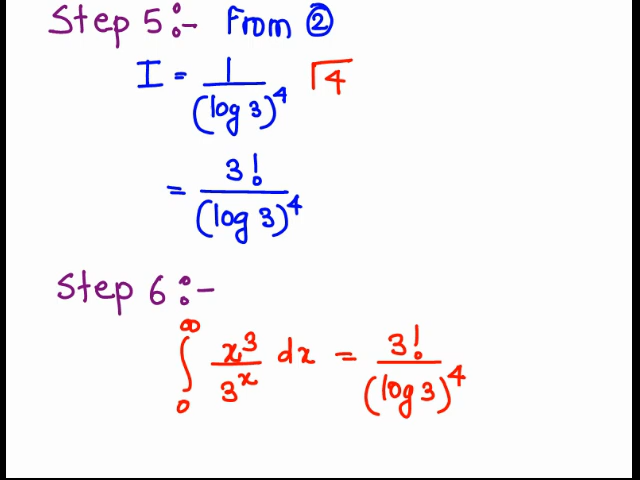 Step 5:- From ②
I = 1/(log 3)^4 Γ4
= 3!/(log 3)^4
Step 6:-
∫₀^∞ x^3/3^x dx = 3!/(log 3)^4